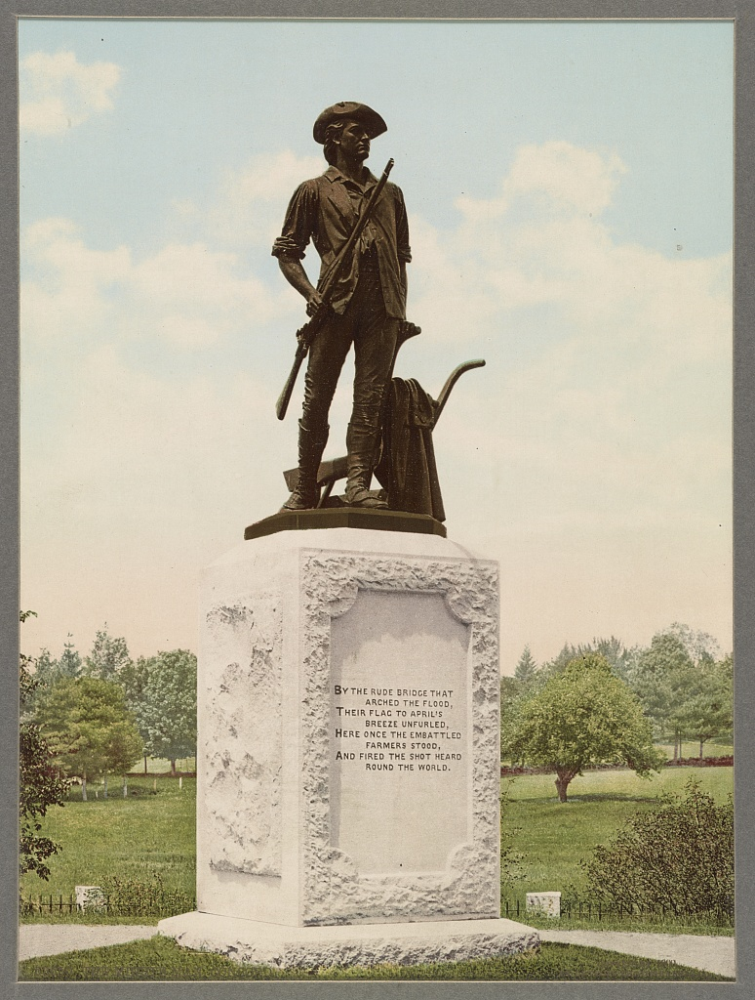 BY THE RUDE BRIDGE THAT
ARCHED THE FLOOD,
THEIR FLAG TO APRIL'S
BREEZE UNFURLED,
HERE ONCE THE EMBATTLED
FARMERS STOOD,
AND FIRED THE SHOT HEARD
ROUND THE WORLD.